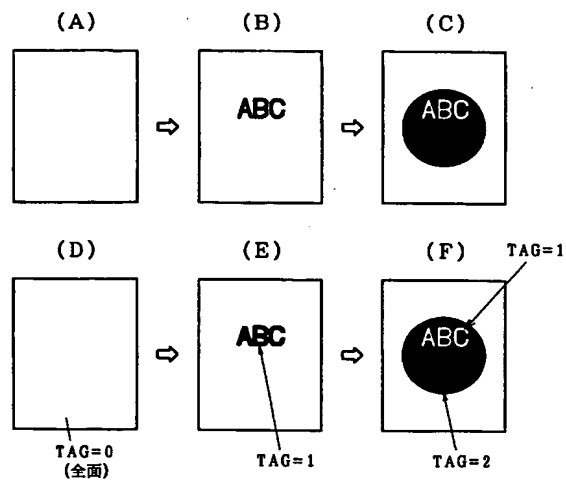 (A) (B) (C)
ABC ABC
(D) (E) (F)
TAG=1
ABC ABC
TAG=0
(全面)
TAG=1
TAG=2